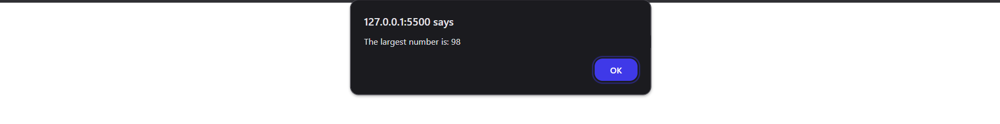 127.0.0.1:5500 says
The largest number is: 98
OK